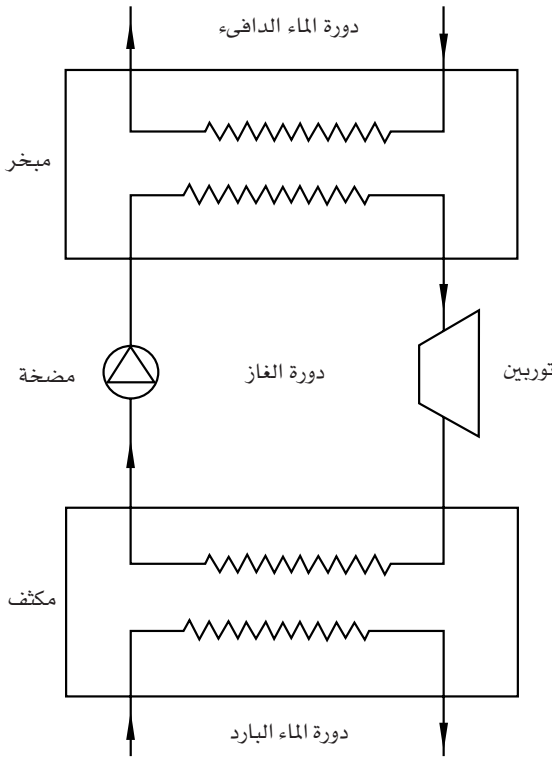 دورة الماء الدافىء
مبخر
توربين
دورة الغاز
مضخة
مكثف
دورة الماء البارد